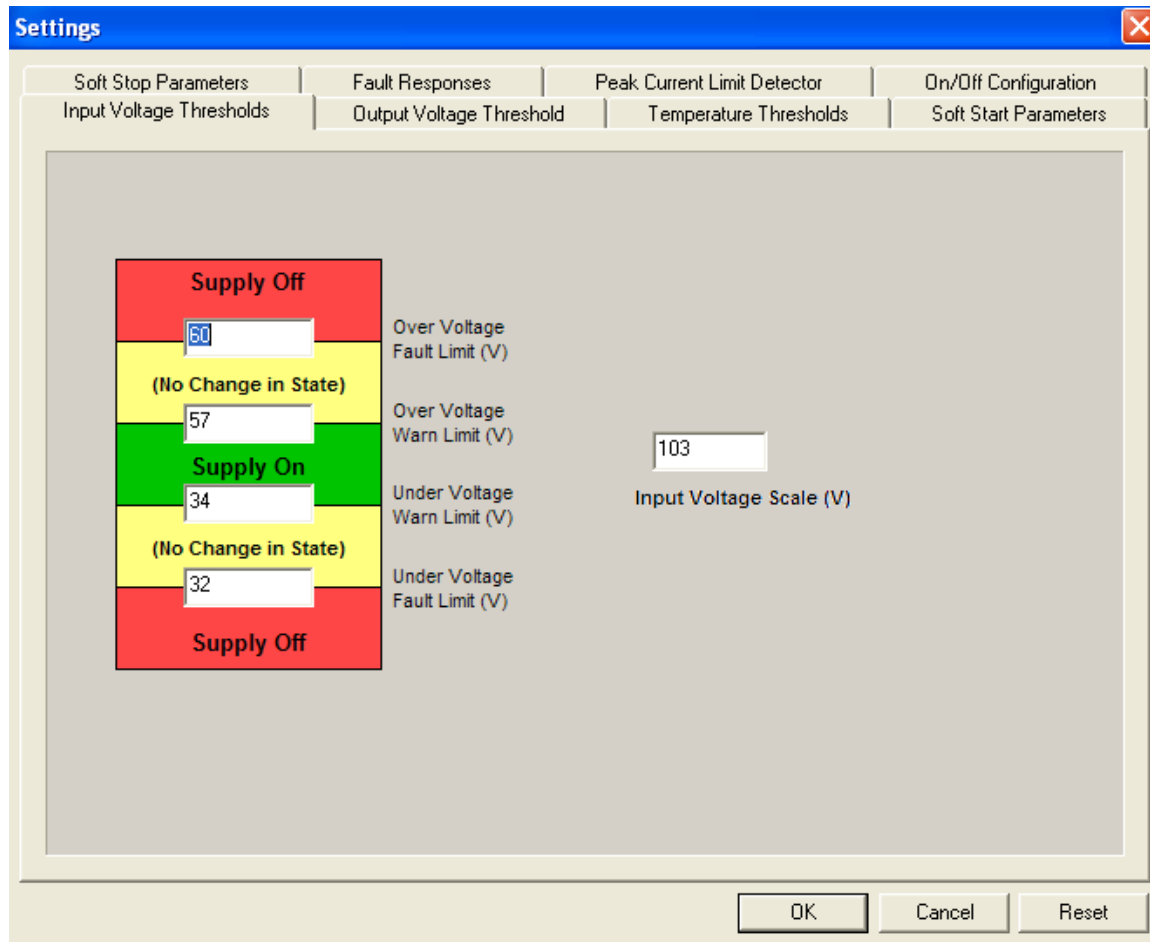 Settings
Soft Stop Parameters
Fault Responses
Peak Current Limit Detector
On/Off Configuration
Input Voltage Thresholds
Output Voltage Threshold
Temperature Thresholds
Soft Start Parameters
Supply Off
60
Over Voltage
Fault Limit (V)
(No Change in State)
57
Over Voltage
Warn Limit (V)
Supply On
34
Under Voltage
Warn Limit (V)
(No Change in State)
32
Under Voltage
Fault Limit (V)
Supply Off
103
Input Voltage Scale (V)
OK
Cancel
Reset